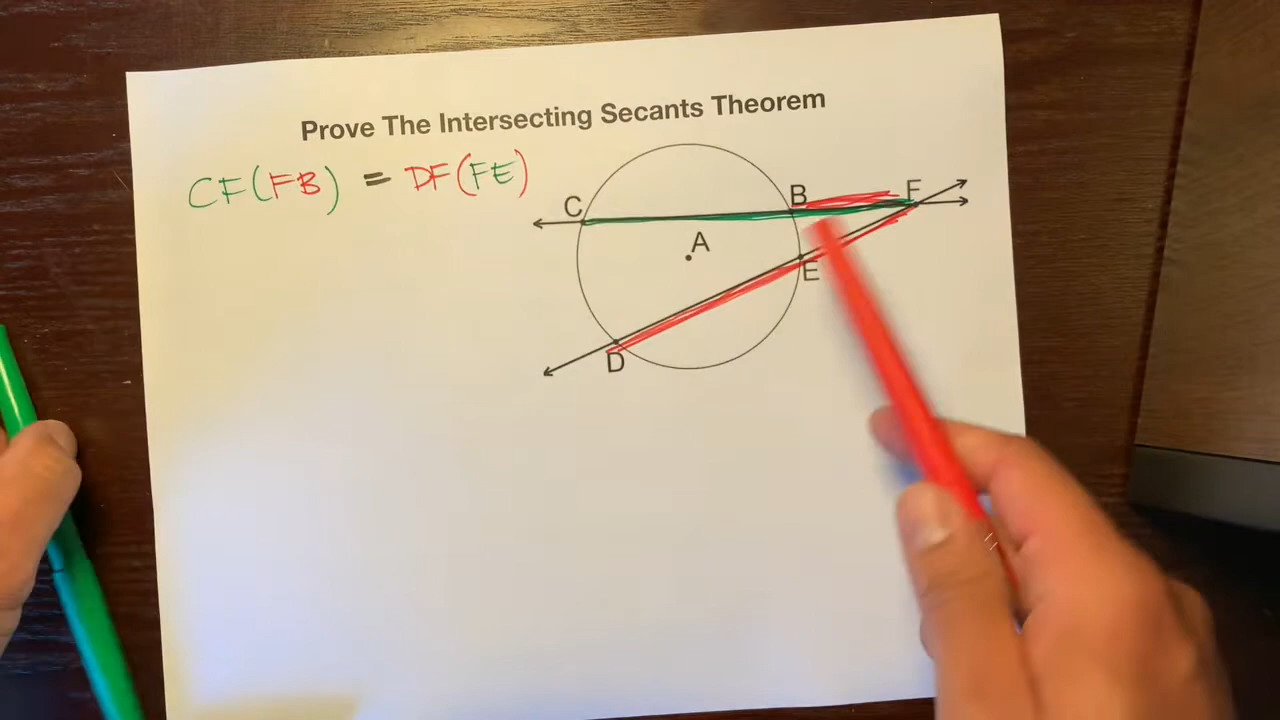 Prove The Intersecting Secants Theorem
CF(FB) = DF(FE)
C
B
F
A
E
D